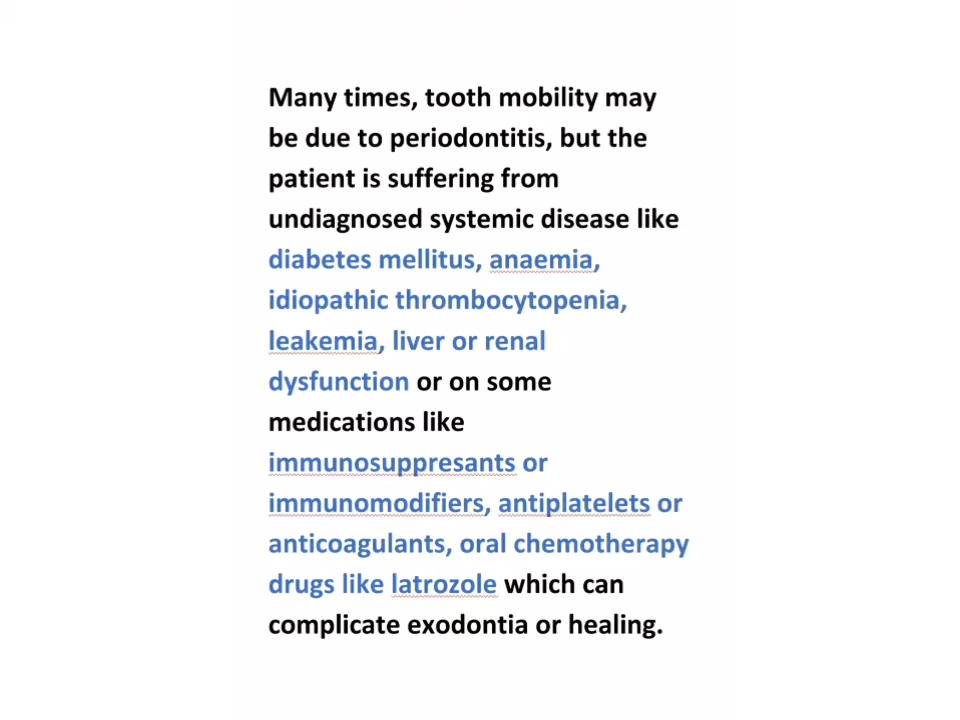 Many times, tooth mobility may
be due to periodontitis, but the
patient is suffering from
undiagnosed systemic disease like
diabetes mellitus, anaemia,
idiopathic thrombocytopenia,
leakemia, liver or renal
dysfunction or on some
medications like
immunosuppresants or
immunomodifiers, antiplatelets or
anticoagulants, oral chemotherapy
drugs like latrozole which can
complicate exodontia or healing.